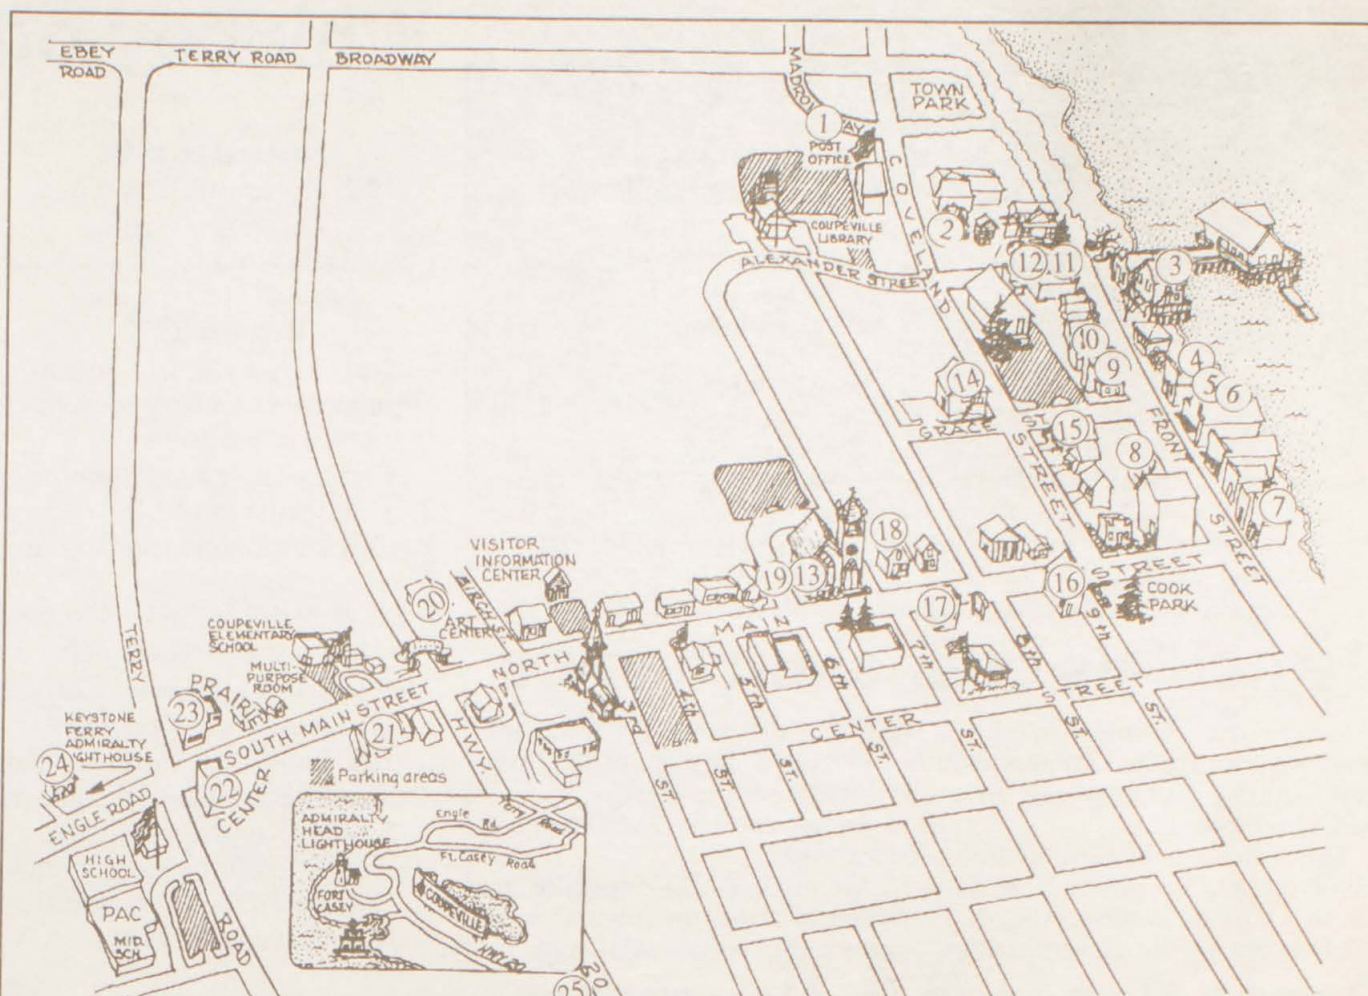 EBEY
ROAD
TERRY ROAD
BROADWAY
TOWN
PARK
1
POST
OFFICE
COVELAND
2
COUPEVILLE
LIBRARY
ALEXANDER STREET
12
11
3
10
9
4
5
6
14
GRACE ST.
STREET
FRONT
STREET
15
8
7
VISITOR
INFORMATION
CENTER
18
19
13
16
17
STREET
COOK
PARK
20
ART
CENTER
MAIN
NORTH
COUPEVILLE
ELEMENTARY
SCHOOL
MULTI-
PURPOSE
ROOM
TERRY
23
SOUTH MAIN STREET
21
22
CENTER
KEYSTONE
FERRY
ADMIRALTY
24
ENGLE ROAD
HWY.
20
3rd
ST.
4th
ST.
5th
ST.
6th
ST.
7th
ST.
8th
ST.
9th
ST.
CENTER
STREET
Parking areas
HIGH
SCHOOL
PAC
MID.
SCH.
ROAD
ADMIRALTY
HEAD
LIGHTHOUSE
Engle
Rd
Terry
Road
Ft. Casey Road
FORT
CASEY
COUPEVILLE
HWY 20
25